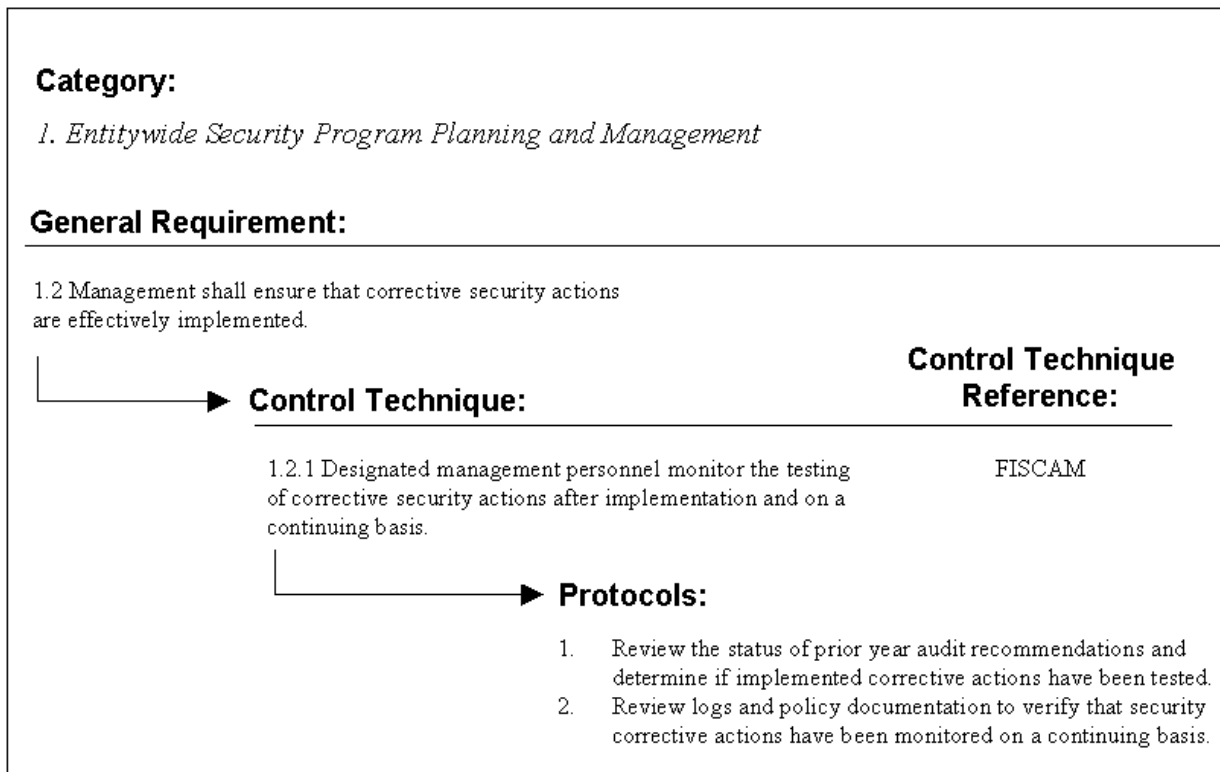 Category:
1. Entitywide Security Program Planning and Management
General Requirement:
1.2 Management shall ensure that corrective security actions
are effectively implemented.
Control Technique:
Control Technique
Reference:
1.2.1 Designated management personnel monitor the testing
of corrective security actions after implementation and on a
continuing basis.
FISCAM
Protocols:
1. Review the status of prior year audit recommendations and
determine if implemented corrective actions have been tested.
2. Review logs and policy documentation to verify that security
corrective actions have been monitored on a continuing basis.